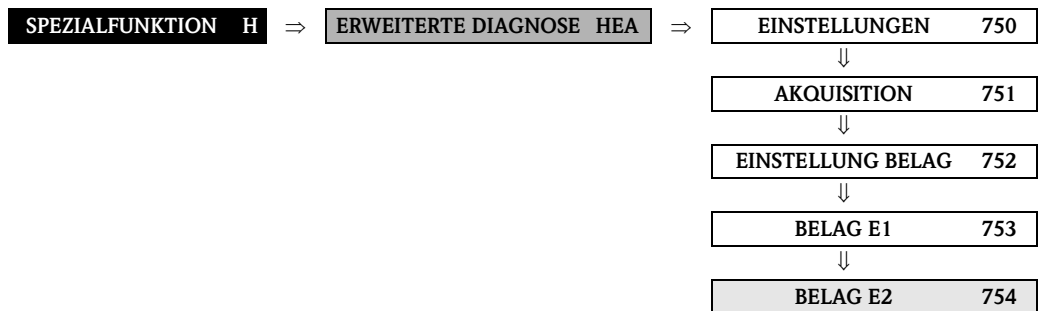 SPEZIALFUNKTION H ⇒ ERWEITERTE DIAGNOSE HEA ⇒ EINSTELLUNGEN 750
⇓
AKQUISITION 751
⇓
EINSTELLUNG BELAG 752
⇓
BELAG E1 753
⇓
BELAG E2 754